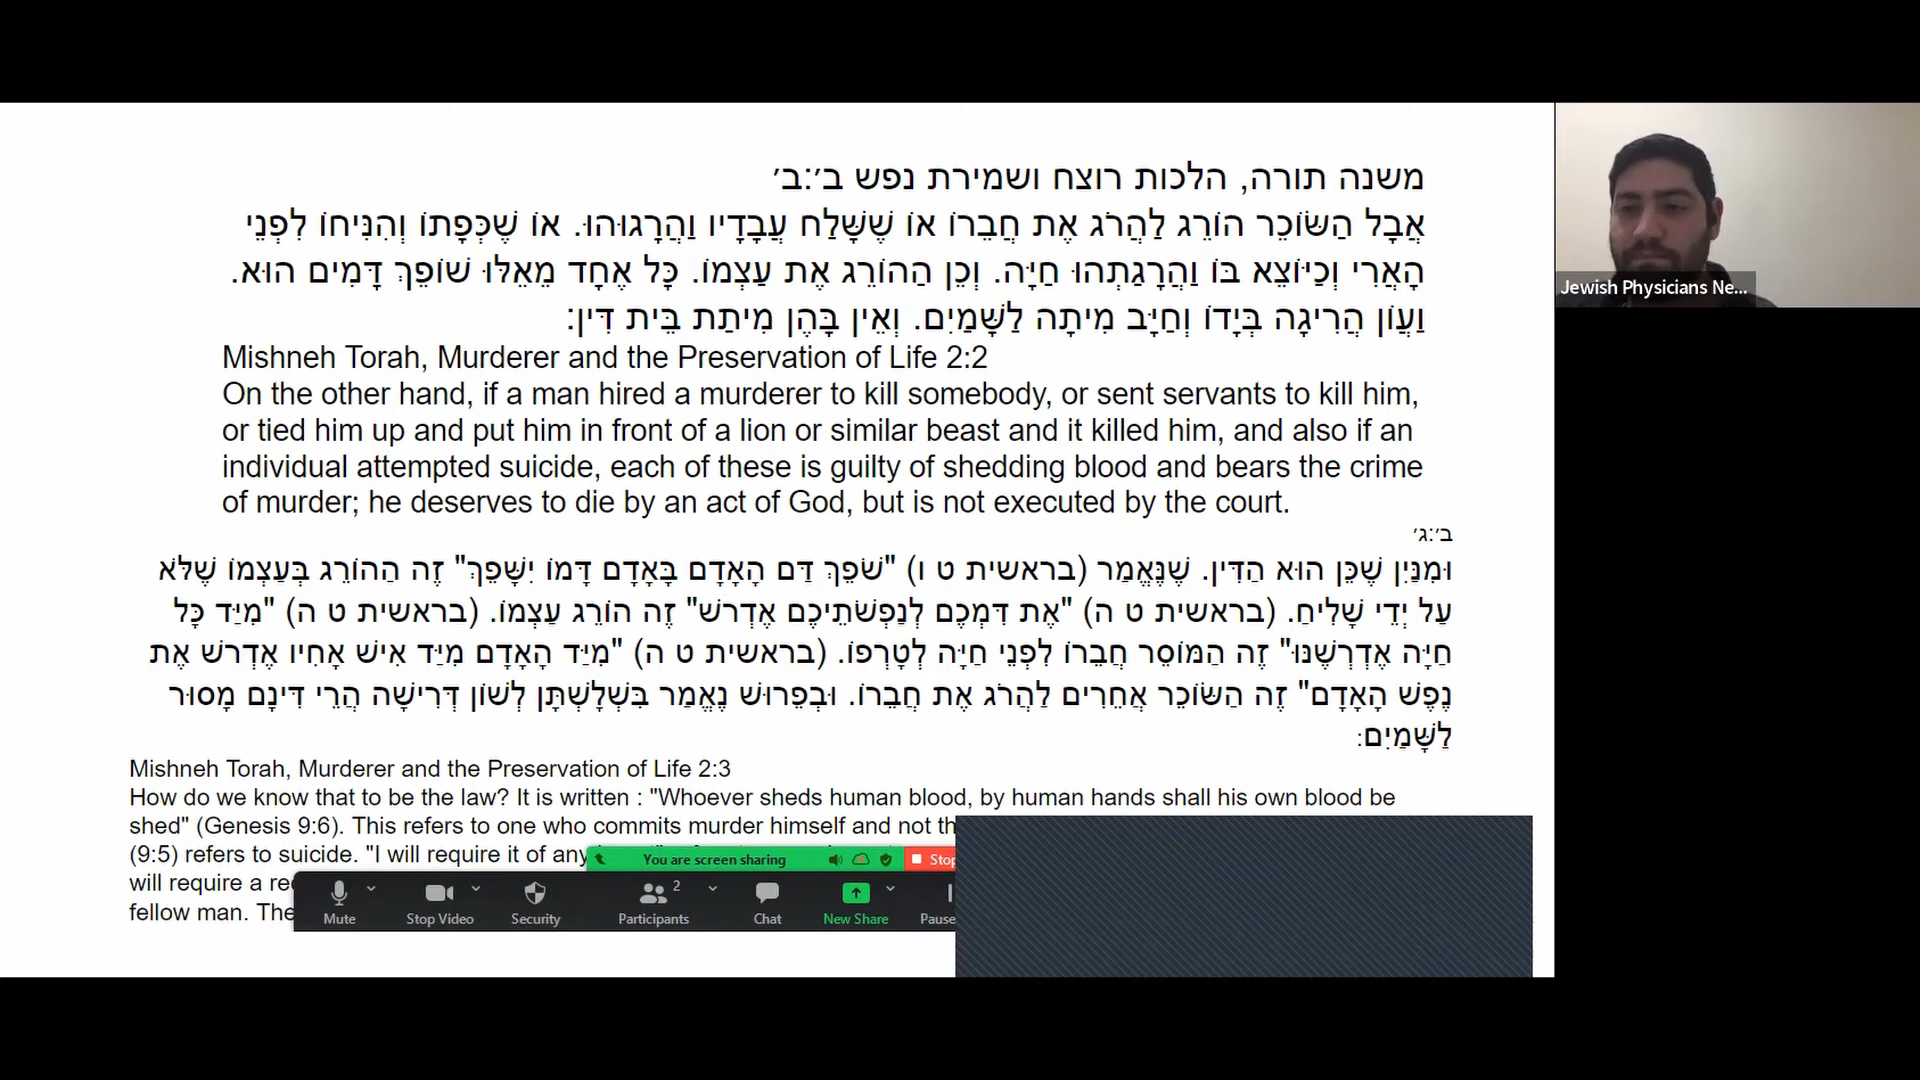 משנה תורה, הלכות רוצח ושמירת נפש ב׳:ב׳
אֲבָל הַשּׂוֹכֵר הוֹרֵג לַהֲרֹג אֶת חֲבֵרוֹ אוֹ שֶׁשָּׁלַח עֲבָדָיו וַהֲרָגוּהוּ. אוֹ שֶׁכְּפָתוֹ וְהִנִּיחוֹ לִפְנֵי
הָאֲרִי וְכַיּוֹצֵא בּוֹ וַהֲרָגַתְהוּ חַיָּה. וְכֵן הַהוֹרֵג אֶת עַצְמוֹ. כָּל אֶחָד מֵאֵלּוּ שׁוֹפֵךְ דָּמִים הוּא.
וַעֲוֹן הֲרִיגָה בְּיָדוֹ וְחַיָּב מִיתָה לַשָּׁמַיִם. וְאֵין בָּהֶן מִיתַת בֵּית דִּין:
Mishneh Torah, Murderer and the Preservation of Life 2:2
On the other hand, if a man hired a murderer to kill somebody, or sent servants to kill him,
or tied him up and put him in front of a lion or similar beast and it killed him, and also if an
individual attempted suicide, each of these is guilty of shedding blood and bears the crime
of murder; he deserves to die by an act of God, but is not executed by the court.
ב׳:ג׳
וּמִנַּיִן שֶׁכֵּן הוּא הַדִּין. שֶׁנֶּאֱמַר (בראשית ט ו) "שֹׁפֵךְ דַּם הָאָדָם בָּאָדָם דָּמוֹ יִשָּׁפֵךְ" זֶה הַהוֹרֵג בְּעַצְמוֹ שֶׁלֹּא
עַל יְדֵי שָׁלִיחַ. (בראשית ט ה) "אֶת דִּמְכֶם לְנַפְשֹׁתֵיכֶם אֶדְרֹשׁ" זֶה הוֹרֵג עַצְמוֹ. (בראשית ט ה) "מִיַּד כָּל
חַיָּה אֶדְרְשֶׁנּוּ" זֶה הַמּוֹסֵר חֲבֵרוֹ לִפְנֵי חַיָּה לְטָרְפוֹ. (בראשית ט ה) "מִיַּד הָאָדָם מִיַּד אִישׁ אָחִיו אֶדְרֹשׁ אֶת
נֶפֶשׁ הָאָדָם" זֶה הַשּׂוֹכֵר אֲחֵרִים לַהֲרֹג אֶת חֲבֵרוֹ. וּבְפֵרוּשׁ נֶאֱמַר בִּשְׁלָשְׁתָּן לְשׁוֹן דְּרִישָׁה הֲרֵי דִּינָם מָסוּר
לַשָּׁמַיִם:
Mishneh Torah, Murderer and the Preservation of Life 2:3
How do we know that to be the law? It is written : "Whoever sheds human blood, by human hands shall his own blood be
shed" (Genesis 9:6). This refers to one who commits murder himself and not th
(9:5) refers to suicide. "I will require it of any
will require a re
fellow man. The
You are screen sharing
Stop
Mute
Stop Video
Security
Participants
2
Chat
New Share
Pause
Jewish Physicians Ne...